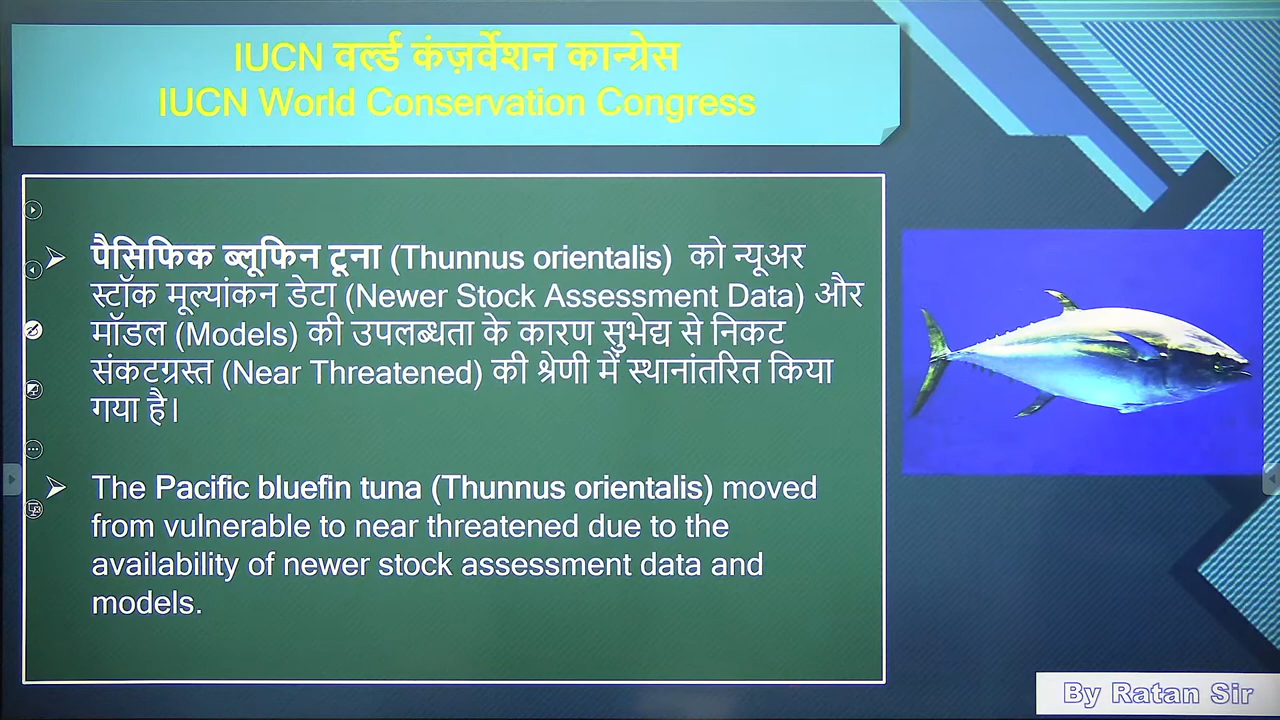 IUCN वर्ल्ड कंज़र्वेशन कान्ग्रेस
IUCN World Conservation Congress
पैसिफिक ब्लूफिन टूना (Thunnus orientalis) को न्यूअर
स्टॉक मूल्यांकन डेटा (Newer Stock Assessment Data) और
मॉडल (Models) की उपलब्धता के कारण सुभेद्य से निकट
संकटग्रस्त (Near Threatened) की श्रेणी में स्थानांतरित किया
गया है।
The Pacific bluefin tuna (Thunnus orientalis) moved
from vulnerable to near threatened due to the
availability of newer stock assessment data and
models.
By Ratan Sir